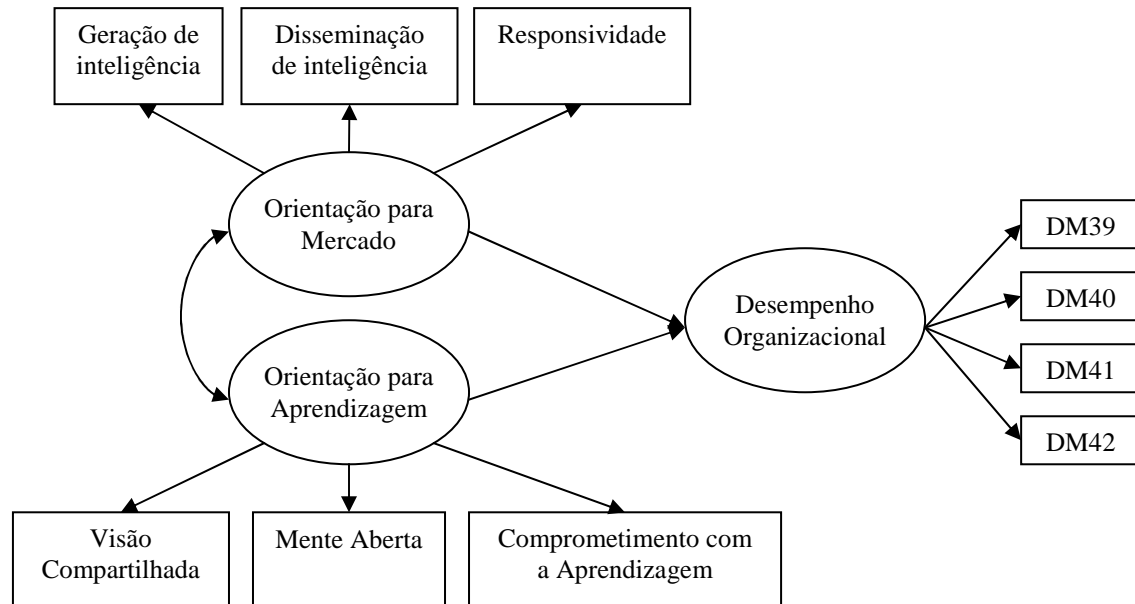 Geração de
inteligência
Disseminação
de inteligência
Responsividade
Orientação para
Mercado
Orientação para
Aprendizagem
Desempenho
Organizacional
DM39
DM40
DM41
DM42
Visão
Compartilhada
Mente Aberta
Comprometimento com
a Aprendizagem